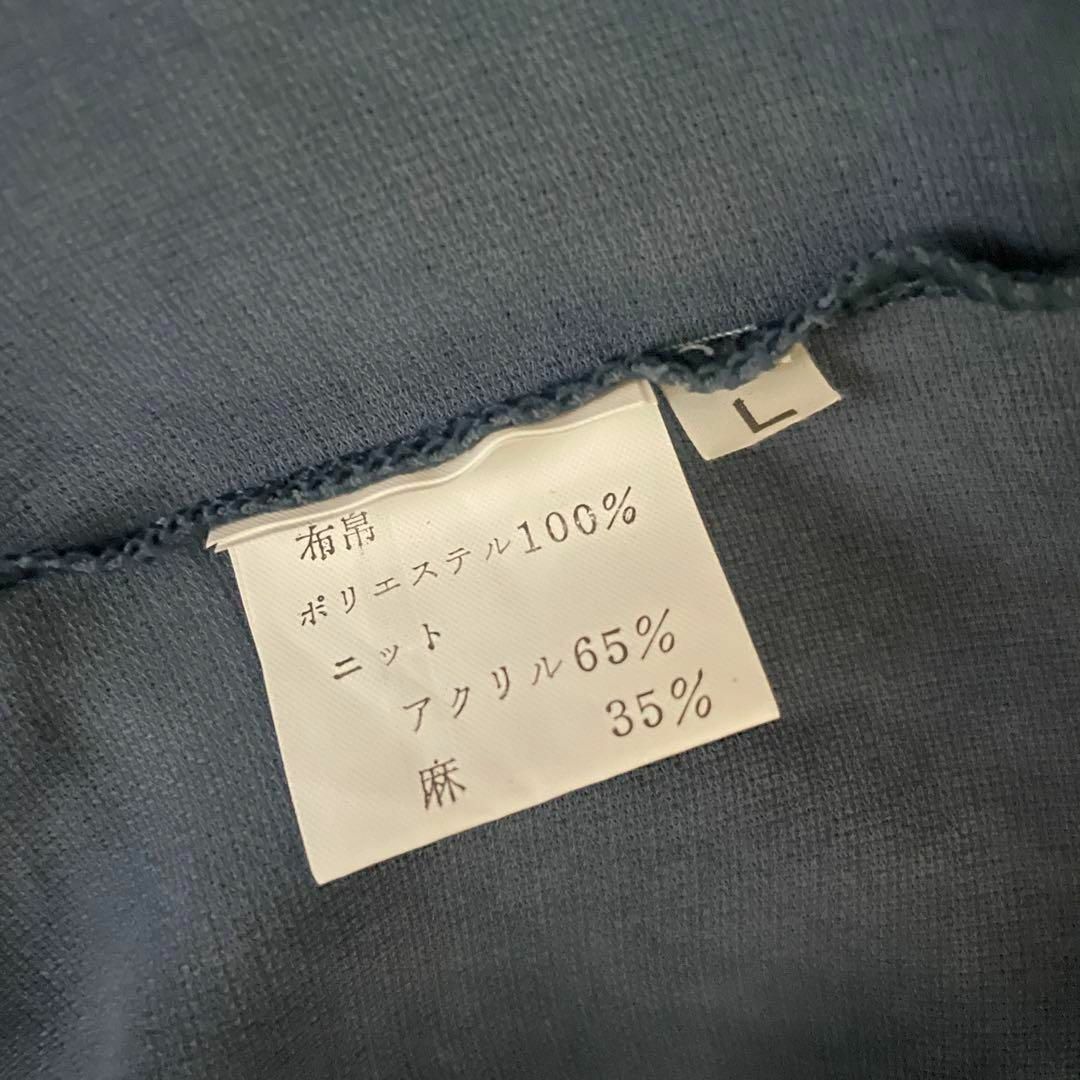 布帛
ポリエステル100%
ニット
アクリル65%
麻 35%
L